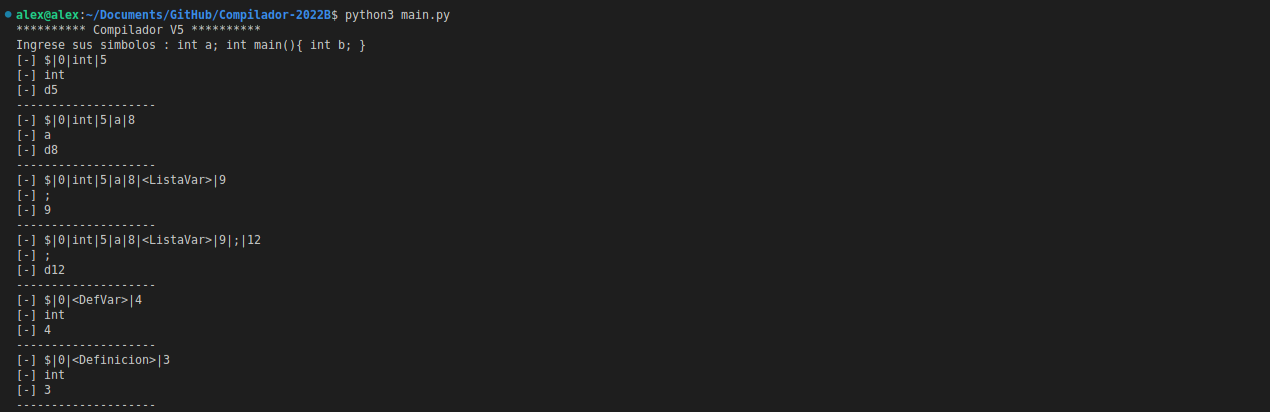 alex@alex:~/Documents/GitHub/Compilador-2022B$ python3 main.py
********** Compilador V5 **********
Ingrese sus simbolos : int a; int main(){ int b; }
[-] $|0|int|5
[-] int
[-] d5
--------------------
[-] $|0|int|5|a|8
[-] a
[-] d8
--------------------
[-] $|0|int|5|a|8|<ListaVar>|9
[-] ;
[-] 9
--------------------
[-] $|0|int|5|a|8|<ListaVar>|9|;|12
[-] ;
[-] d12
--------------------
[-] $|0|<DefVar>|4
[-] int
[-] 4
--------------------
[-] $|0|<Definicion>|3
[-] int
[-] 3
--------------------